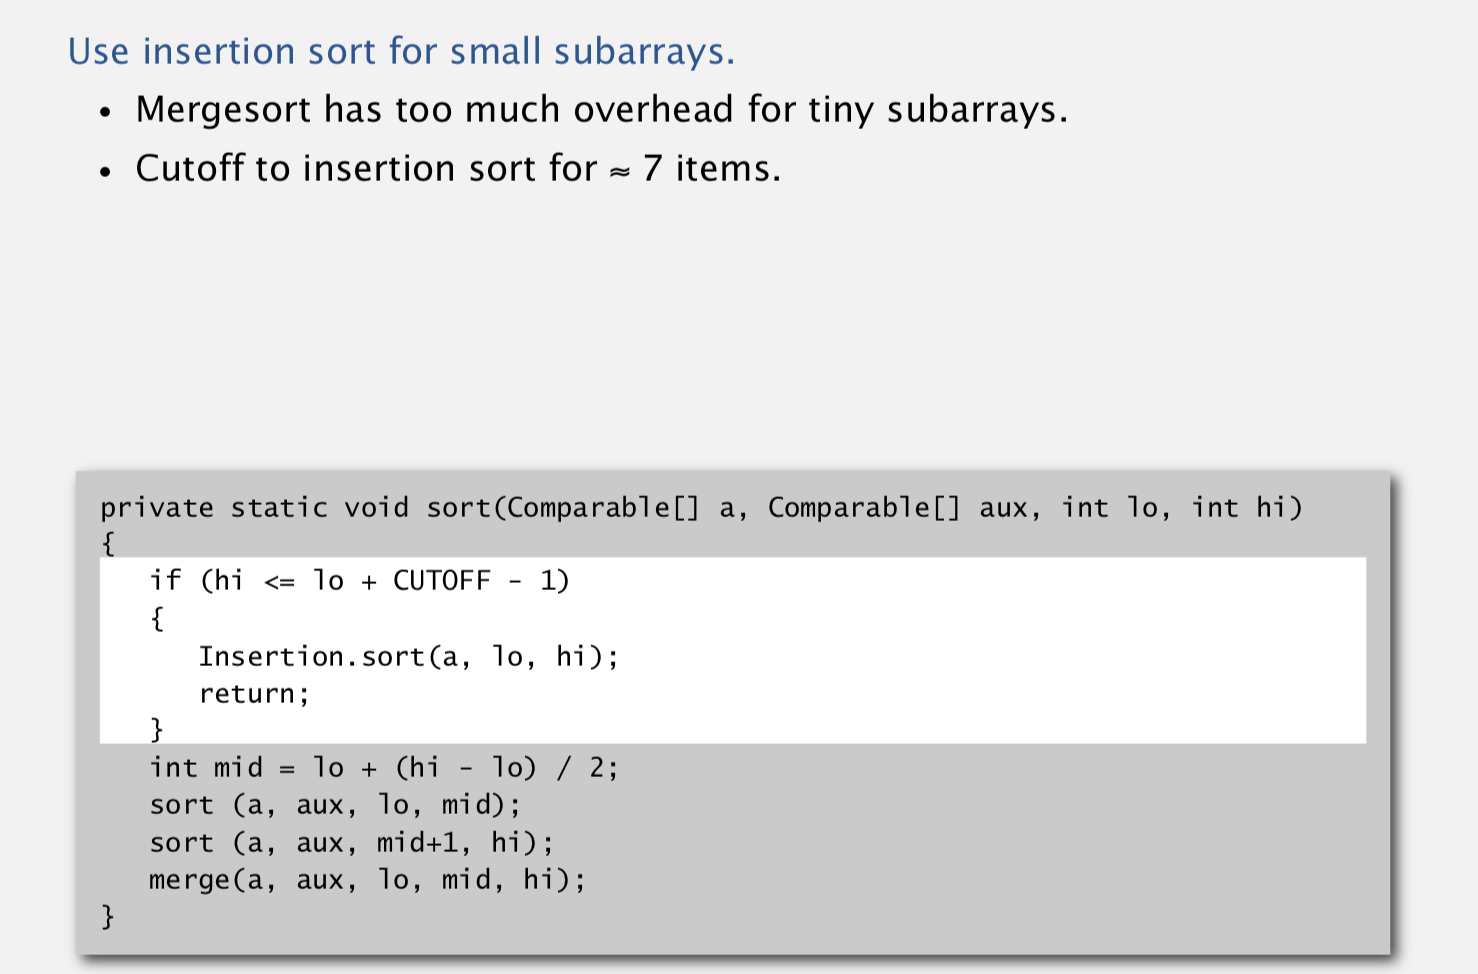 Use insertion sort for small subarrays.
• Mergesort has too much overhead for tiny subarrays.
• Cutoff to insertion sort for ≈ 7 items.
private static void sort(Comparable[] a, Comparable[] aux, int lo, int hi)
{
   if (hi <= lo + CUTOFF - 1)
   {
      Insertion.sort(a, lo, hi);
      return;
   }
   int mid = lo + (hi - lo) / 2;
   sort (a, aux, lo, mid);
   sort (a, aux, mid+1, hi);
   merge(a, aux, lo, mid, hi);
}